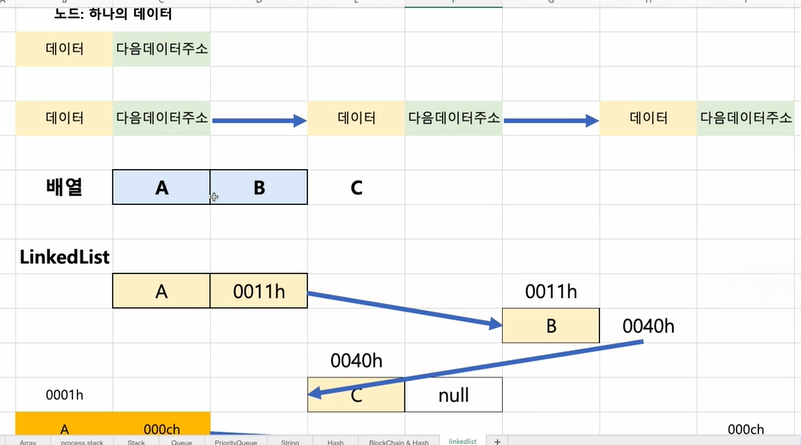 노드: 하나의 데이터
데이터 다음데이터주소
데이터 다음데이터주소 데이터 다음데이터주소 데이터 다음데이터주소
배열 A B C
LinkedList
A 0011h 0011h
B 0040h
0040h
0001h C null
A 000ch 000ch
Array process stack Stack Queue PriorityQueue String Hash BlockChain & Hash linkedlist +